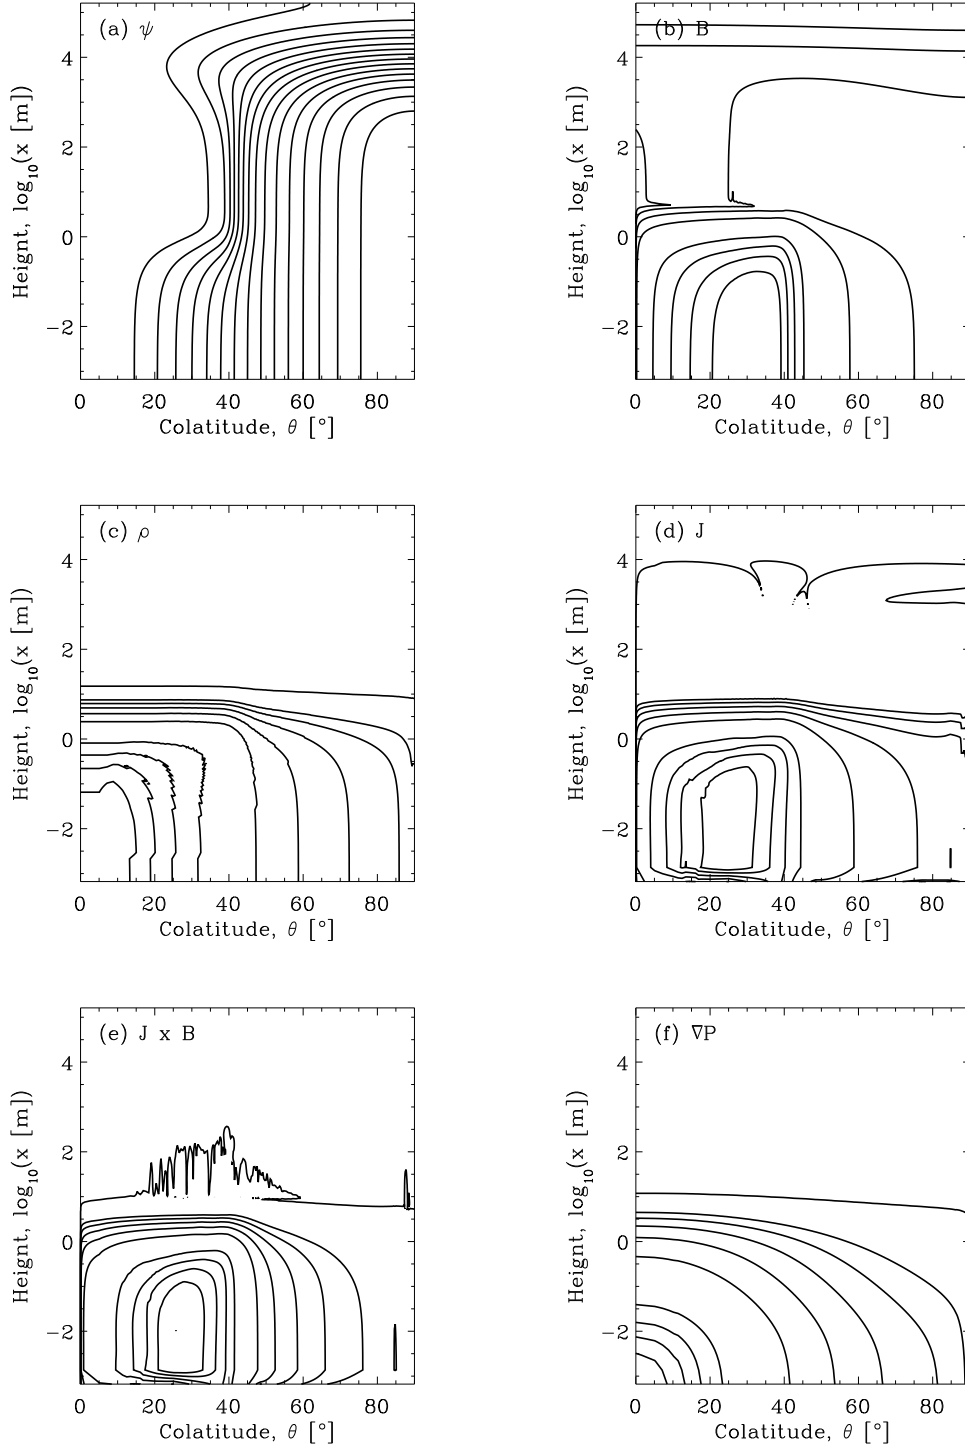 (a) ψ
4
2
0
−2
0 20 40 60 80
Colatitude, θ [°]
Heignt, log10(x [m])
(b) B
4
2
0
−2
0 20 40 60 80
Colatitude, θ [°]
Heignt, log10(x [m])
(c) ρ
4
2
0
−2
0 20 40 60 80
Colatitude, θ [°]
Heignt, log10(x [m])
(d) J
4
2
0
−2
0 20 40 60 80
Colatitude, θ [°]
Heignt, log10(x [m])
(e) J x B
4
2
0
−2
0 20 40 60 80
Colatitude, θ [°]
Heignt, log10(x [m])
(f) ∇P
4
2
0
−2
0 20 40 60 80
Colatitude, θ [°]
Heignt, log10(x [m])